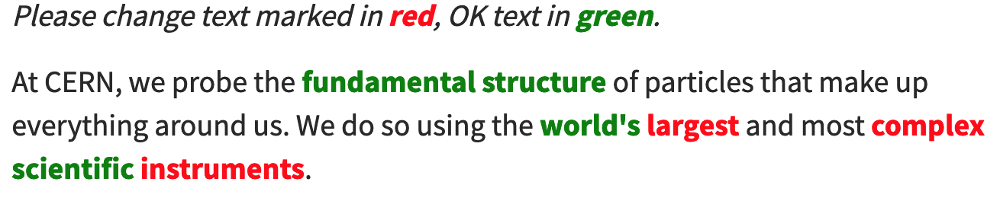 Please change text marked in red, OK text in green.
At CERN, we probe the fundamental structure of particles that make up
everything around us. We do so using the world's largest and most complex
scientific instruments.